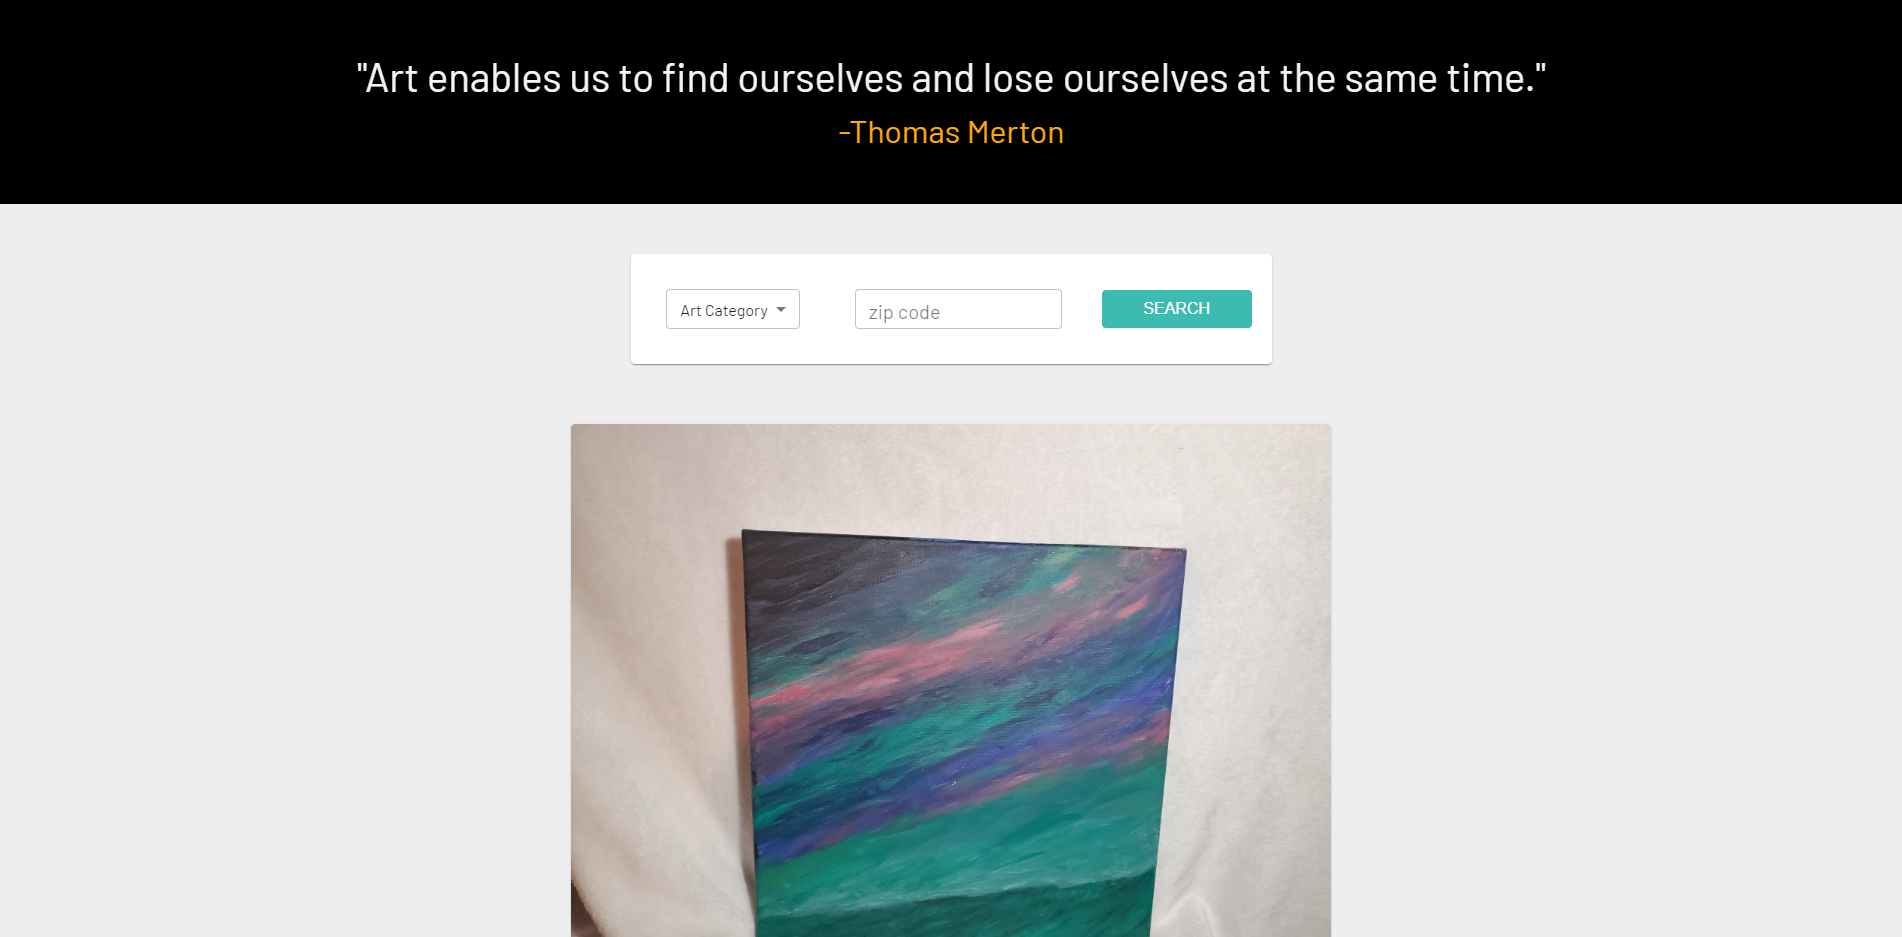 "Art enables us to find ourselves and lose ourselves at the same time."
-Thomas Merton
Art Category
zip code
SEARCH